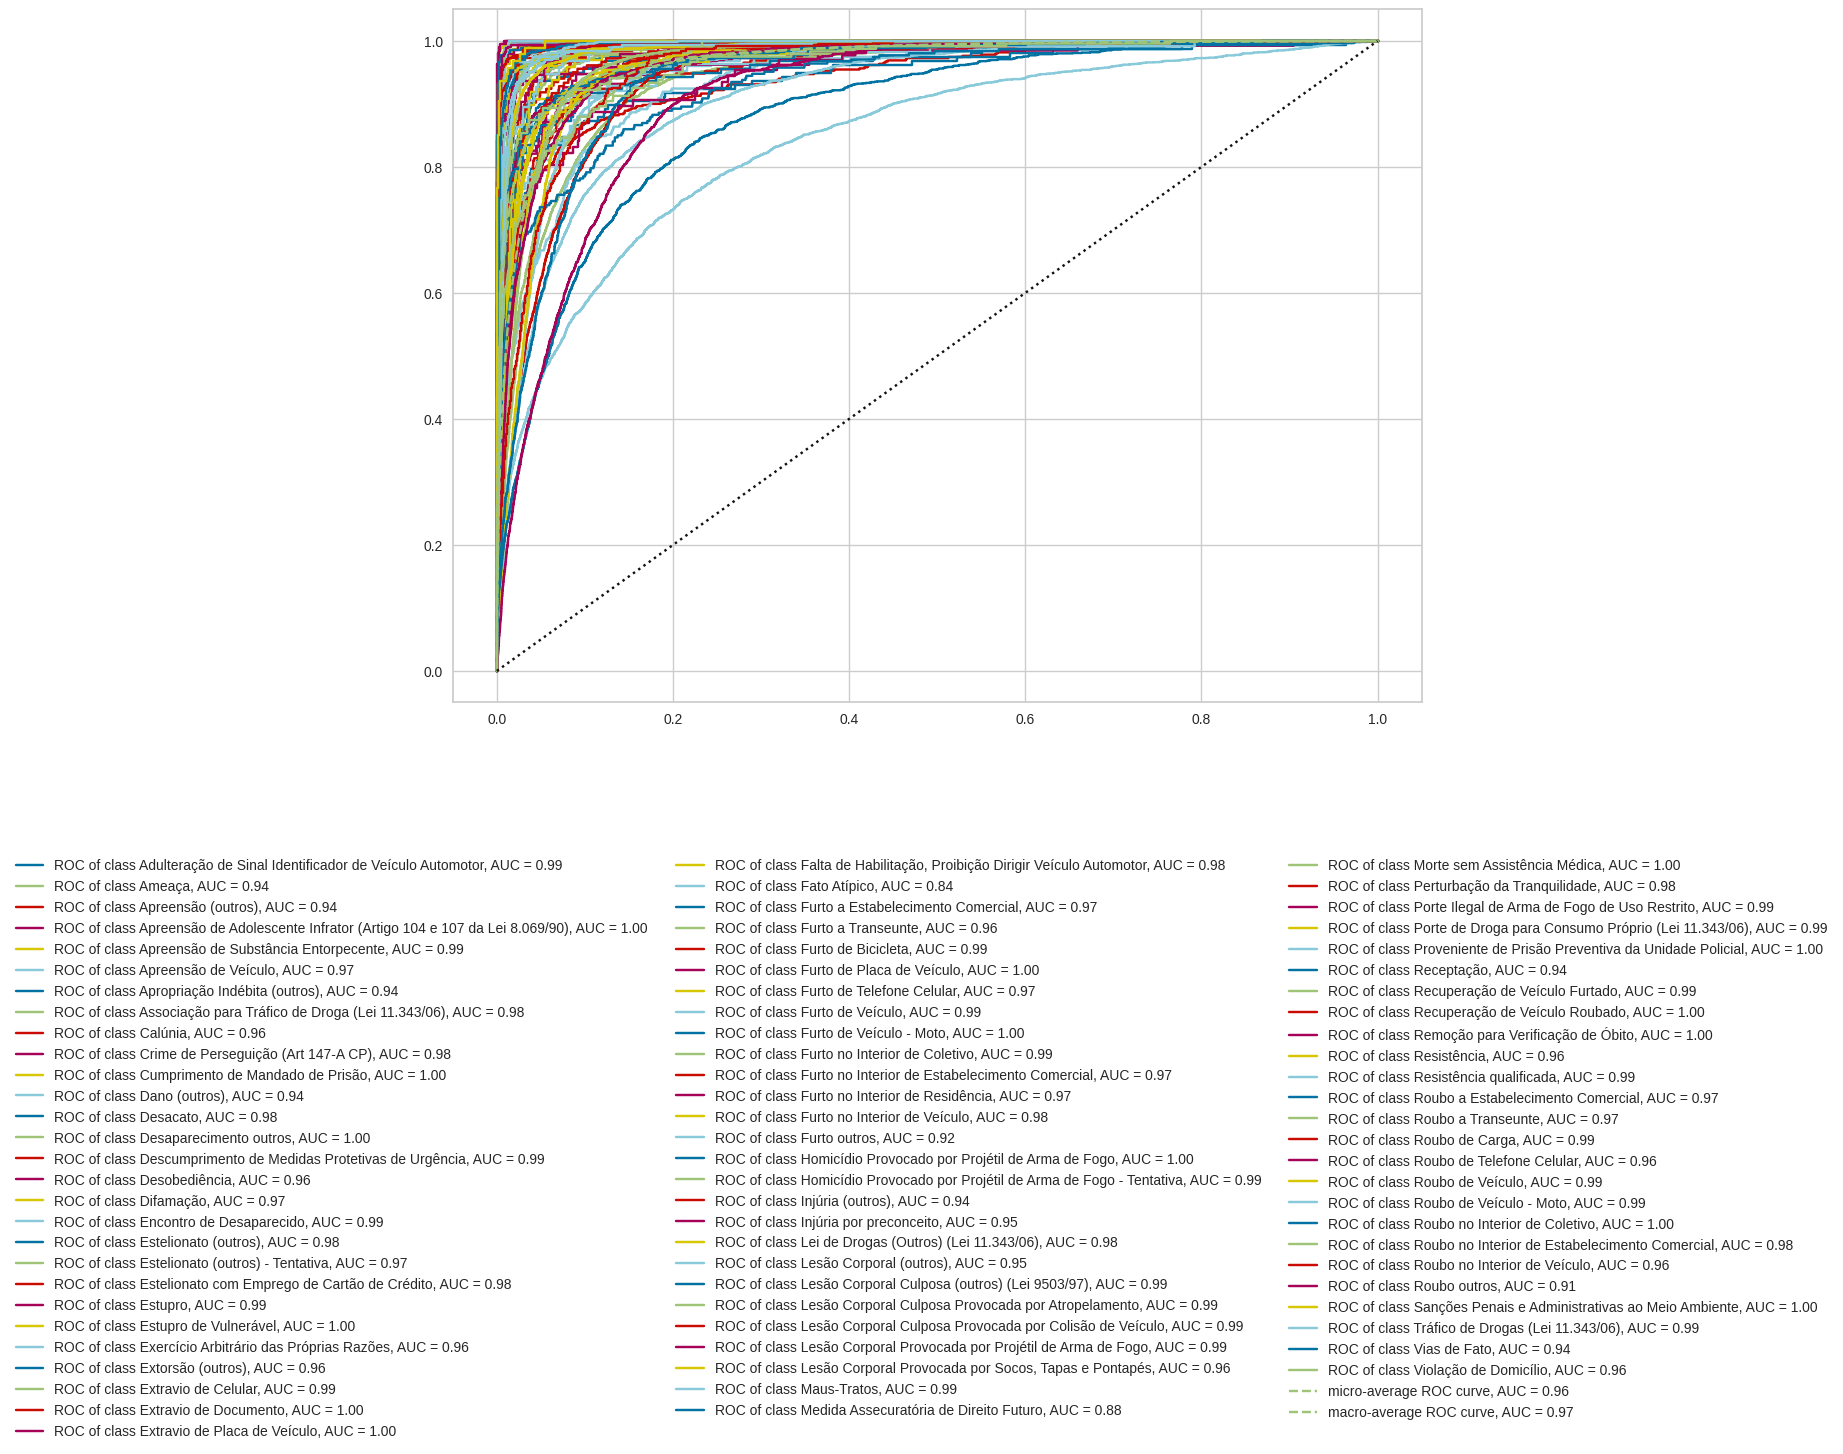 1.0
0.8
0.6
0.4
0.2
0.0
0.0 0.2 0.4 0.6 0.8 1.0
ROC of class Adulteração de Sinal Identificador de Veículo Automotor, AUC = 0.99
ROC of class Ameaça, AUC = 0.94
ROC of class Apreensão (outros), AUC = 0.94
ROC of class Apreensão de Adolescente Infrator (Artigo 104 e 107 da Lei 8.069/90), AUC = 1.00
ROC of class Apreensão de Substância Entorpecente, AUC = 0.99
ROC of class Apreensão de Veículo, AUC = 0.97
ROC of class Apropriação Indébita (outros), AUC = 0.94
ROC of class Associação para Tráfico de Droga (Lei 11.343/06), AUC = 0.98
ROC of class Calúnia, AUC = 0.96
ROC of class Crime de Perseguição (Art 147-A CP), AUC = 0.98
ROC of class Cumprimento de Mandado de Prisão, AUC = 1.00
ROC of class Dano (outros), AUC = 0.94
ROC of class Desacato, AUC = 0.98
ROC of class Desaparecimento outros, AUC = 1.00
ROC of class Descumprimento de Medidas Protetivas de Urgência, AUC = 0.99
ROC of class Desobediência, AUC = 0.96
ROC of class Difamação, AUC = 0.97
ROC of class Encontro de Desaparecido, AUC = 0.99
ROC of class Estelionato (outros), AUC = 0.98
ROC of class Estelionato (outros) - Tentativa, AUC = 0.97
ROC of class Estelionato com Emprego de Cartão de Crédito, AUC = 0.98
ROC of class Estupro, AUC = 0.99
ROC of class Estupro de Vulnerável, AUC = 1.00
ROC of class Exercício Arbitrário das Próprias Razões, AUC = 0.96
ROC of class Extorsão (outros), AUC = 0.96
ROC of class Extravio de Celular, AUC = 0.99
ROC of class Extravio de Documento, AUC = 1.00
ROC of class Extravio de Placa de Veículo, AUC = 1.00
ROC of class Falta de Habilitação, Proibição Dirigir Veículo Automotor, AUC = 0.98
ROC of class Fato Atípico, AUC = 0.84
ROC of class Furto a Estabelecimento Comercial, AUC = 0.97
ROC of class Furto a Transeunte, AUC = 0.96
ROC of class Furto de Bicicleta, AUC = 0.99
ROC of class Furto de Placa de Veículo, AUC = 1.00
ROC of class Furto de Telefone Celular, AUC = 0.97
ROC of class Furto de Veículo, AUC = 0.99
ROC of class Furto de Veículo - Moto, AUC = 1.00
ROC of class Furto no Interior de Coletivo, AUC = 0.99
ROC of class Furto no Interior de Estabelecimento Comercial, AUC = 0.97
ROC of class Furto no Interior de Residência, AUC = 0.97
ROC of class Furto no Interior de Veículo, AUC = 0.98
ROC of class Furto outros, AUC = 0.92
ROC of class Homicídio Provocado por Projétil de Arma de Fogo, AUC = 1.00
ROC of class Homicídio Provocado por Projétil de Arma de Fogo - Tentativa, AUC = 0.99
ROC of class Injúria (outros), AUC = 0.94
ROC of class Injúria por preconceito, AUC = 0.95
ROC of class Lei de Drogas (Outros) (Lei 11.343/06), AUC = 0.98
ROC of class Lesão Corporal (outros), AUC = 0.95
ROC of class Lesão Corporal Culposa (outros) (Lei 9503/97), AUC = 0.99
ROC of class Lesão Corporal Culposa Provocada por Atropelamento, AUC = 0.99
ROC of class Lesão Corporal Culposa Provocada por Colisão de Veículo, AUC = 0.99
ROC of class Lesão Corporal Provocada por Projétil de Arma de Fogo, AUC = 0.99
ROC of class Lesão Corporal Provocada por Socos, Tapas e Pontapés, AUC = 0.96
ROC of class Maus-Tratos, AUC = 0.99
ROC of class Medida Assecuratória de Direito Futuro, AUC = 0.88
ROC of class Morte sem Assistência Médica, AUC = 1.00
ROC of class Perturbação da Tranquilidade, AUC = 0.98
ROC of class Porte Ilegal de Arma de Fogo de Uso Restrito, AUC = 0.99
ROC of class Porte de Droga para Consumo Próprio (Lei 11.343/06), AUC = 0.99
ROC of class Proveniente de Prisão Preventiva da Unidade Policial, AUC = 1.00
ROC of class Receptação, AUC = 0.94
ROC of class Recuperação de Veículo Furtado, AUC = 0.99
ROC of class Recuperação de Veículo Roubado, AUC = 1.00
ROC of class Remoção para Verificação de Óbito, AUC = 1.00
ROC of class Resistência, AUC = 0.96
ROC of class Resistência qualificada, AUC = 0.99
ROC of class Roubo a Estabelecimento Comercial, AUC = 0.97
ROC of class Roubo a Transeunte, AUC = 0.97
ROC of class Roubo de Carga, AUC = 0.99
ROC of class Roubo de Telefone Celular, AUC = 0.96
ROC of class Roubo de Veículo, AUC = 0.99
ROC of class Roubo de Veículo - Moto, AUC = 0.99
ROC of class Roubo no Interior de Coletivo, AUC = 1.00
ROC of class Roubo no Interior de Estabelecimento Comercial, AUC = 0.98
ROC of class Roubo no Interior de Veículo, AUC = 0.96
ROC of class Roubo outros, AUC = 0.91
ROC of class Sanções Penais e Administrativas ao Meio Ambiente, AUC = 1.00
ROC of class Tráfico de Drogas (Lei 11.343/06), AUC = 0.99
ROC of class Vias de Fato, AUC = 0.94
ROC of class Violação de Domicílio, AUC = 0.96
micro-average ROC curve, AUC = 0.96
macro-average ROC curve, AUC = 0.97